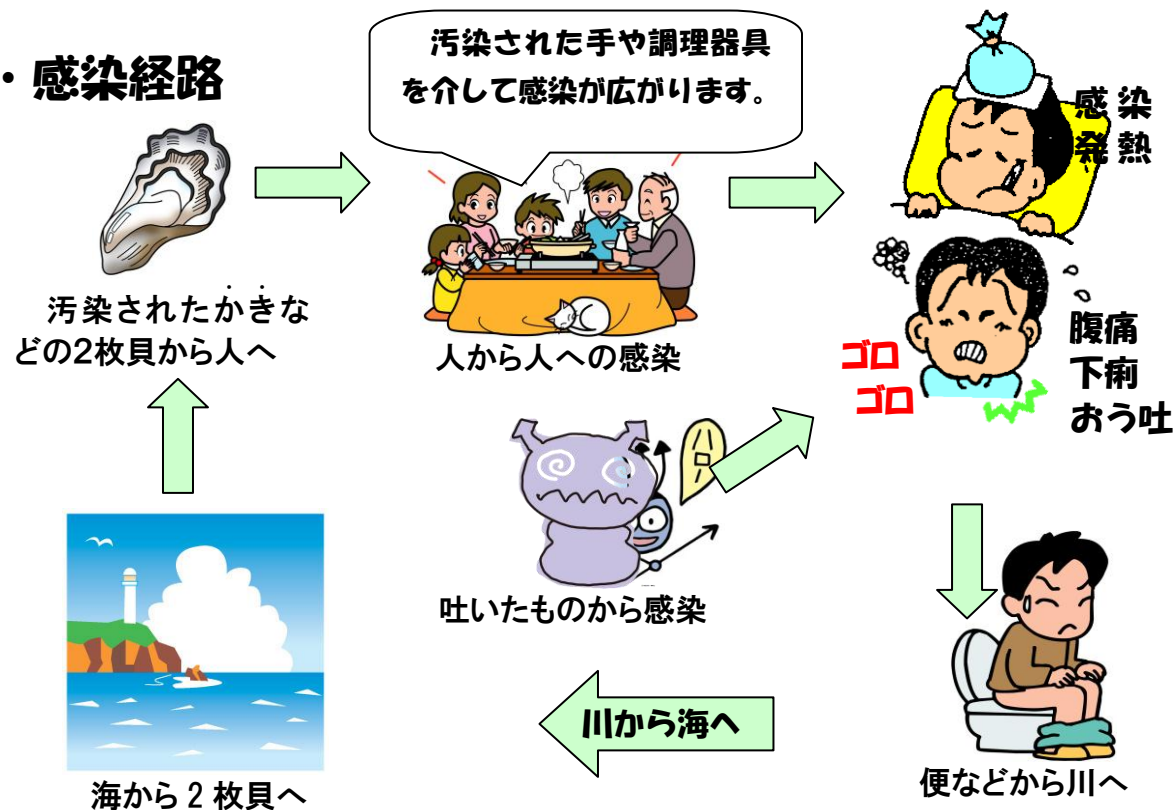 ・感染経路
汚染された手や調理器具
を介して感染が広がります。
感染
発熱
汚染されたかきな
どの2枚貝から人へ
人から人への感染
ゴロ
ゴロ
腹痛
下痢
おう吐
ハロー
吐いたものから感染
川から海へ
海から2枚貝へ
便などから川へ